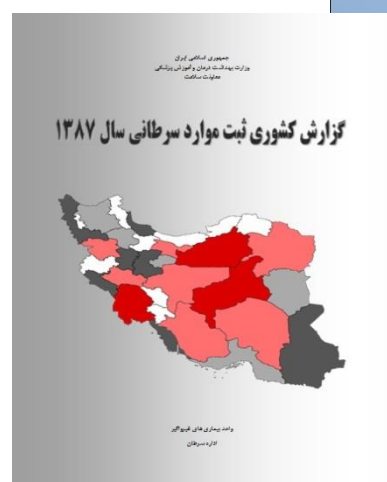 جمهوری اسلامی ایران
وزارت بهداشت درمان وآموزش پزشکی
معاونت سلامت
گزارش کشوری ثبت موارد سرطانی سال ۱۳۸۷
واحد بیماری های غیرواگیر
اداره سرطان